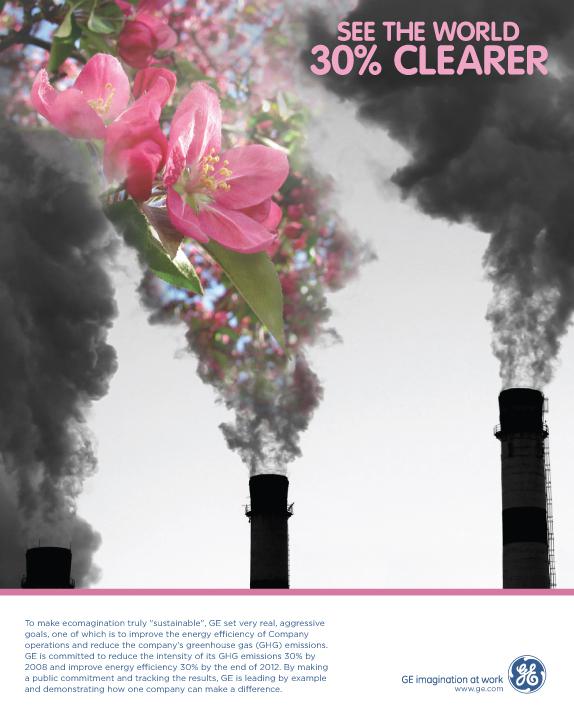 SEE THE WORLD
30% CLEARER
To make ecomagination truly "sustainable", GE set very real, aggressive
goals, one of which is to improve the energy efficiency of Company
operations and reduce the company's greenhouse gas (GHG) emissions.
GE is committed to reduce the intensity of its GHG emissions 30% by
2008 and improve energy efficiency 30% by the end of 2012. By making
a public commitment and tracking the results, GE is leading by example
and demonstrating how one company can make a difference.
GE imagination at work
www.ge.com
GE